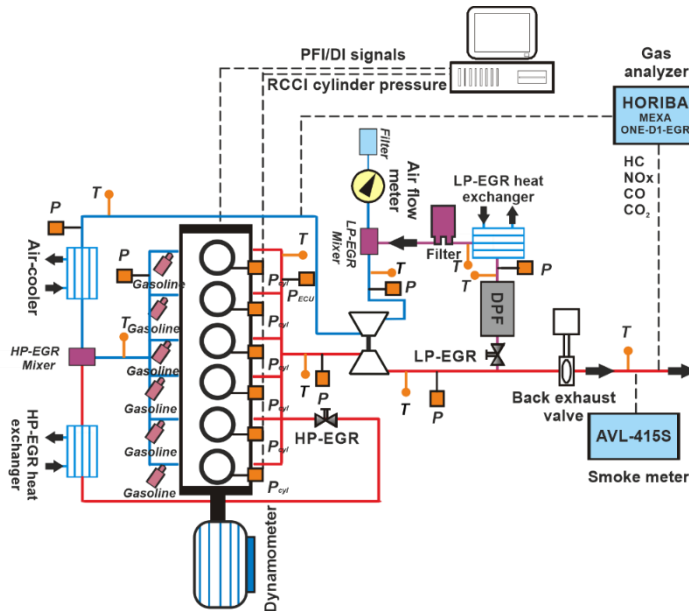 PFI/DI signals
RCCI cylinder pressure
Gas
analyzer
HORIBA
MEXA
ONE-D1-EGR
HC
NOx
CO
CO₂
Filter
Air flow
meter
LP-EGR heat
exchanger
LP-EGR
Mixer
Filter
T
P
T
P
T
P
T
T
P
DPF
LP-EGR
T
P
Back exhaust
valve
T
AVL-415S
Smoke meter
Air-cooler
P
T
HP-EGR
Mixer
HP-EGR heat
exchanger
Gasoline
Gasoline
Gasoline
Gasoline
Gasoline
Gasoline
Pcyl
Pcyl
Pcyl
Pcyl
Pcyl
Pcyl
PECU
T
P
HP-EGR
Dynamometer